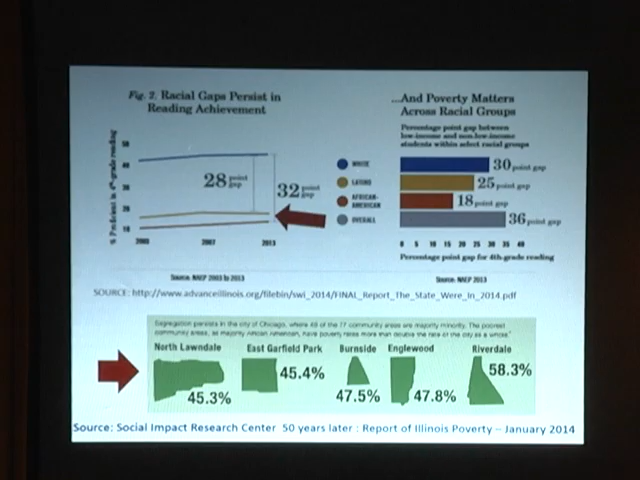 Fig. 2. Racial Gaps Persist in
Reading Achievement
% Proficient in 4th-grade reading
50
40
30
20
10
28 point
gap
32 point
gap
2003
2007
2013
Source: NAEP 2003 to 2013
WHITE
LATINO
AFRICAN-
AMERICAN
OVERALL
...And Poverty Matters
Across Racial Groups
Percentage point gap between
low-income and non-low-income
students within select racial groups
30 point gap
25 point gap
18 point gap
36 point gap
0 5 10 15 20 25 30 35 40
Percentage point gap for 4th-grade reading
Source: NAEP 2013
SOURCE: http://www.advanceillinois.org/filebin/swi_2014/FINAL_Report_The_State_Were_In_2014.pdf
Segregation persists in the city of Chicago, where 49 of the 77 community areas are majority minority. The poorest
community areas, as majority African American, have poverty rates more than double the rate of the city as a whole.
North Lawndale
45.3%
East Garfield Park
45.4%
Burnside
47.5%
Englewood
47.8%
Riverdale
58.3%
Source: Social Impact Research Center 50 years later : Report of Illinois Poverty – January 2014